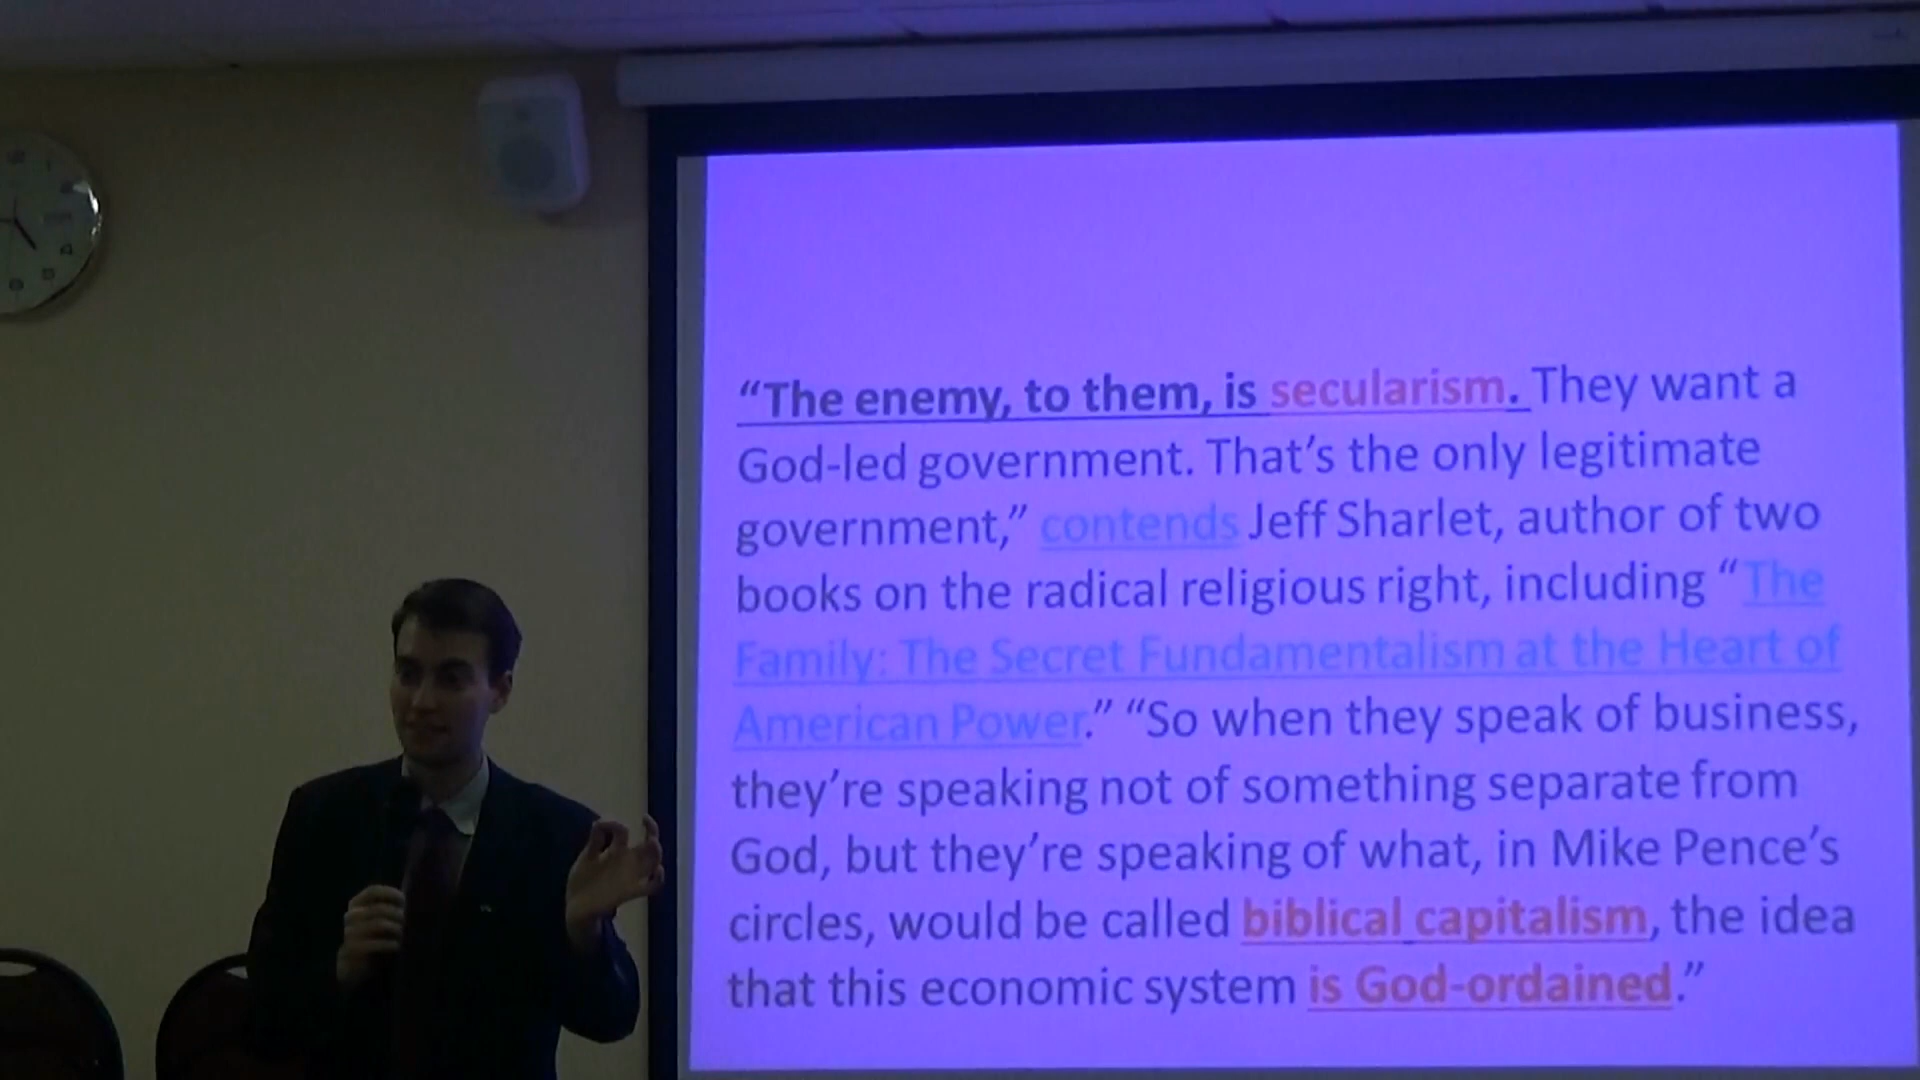 “The enemy, to them, is secularism. They want a
God-led government. That’s the only legitimate
government,” contends Jeff Sharlet, author of two
books on the radical religious right, including “The
Family: The Secret Fundamentalism at the Heart of
American Power.” “So when they speak of business,
they’re speaking not of something separate from
God, but they’re speaking of what, in Mike Pence’s
circles, would be called biblical capitalism, the idea
that this economic system is God-ordained.”